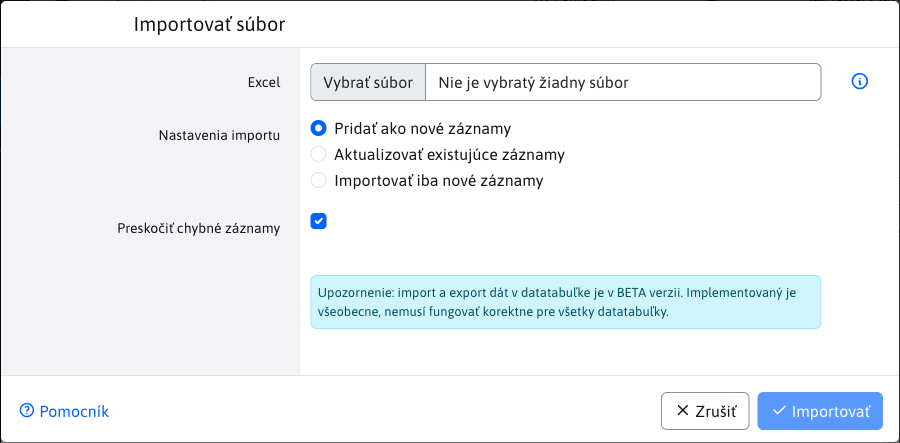 Importovať súbor
Excel
Vybrať súbor
Nie je vybratý žiadny súbor
Nastavenia importu
Pridať ako nové záznamy
Aktualizovať existujúce záznamy
Importovať iba nové záznamy
Preskočiť chybné záznamy
Upozornenie: import a export dát v datatabuľke je v BETA verzii. Implementovaný je
všeobecne, nemusí fungovať korektne pre všetky datatabuľky.
Pomocník
Zrušiť
Importovať